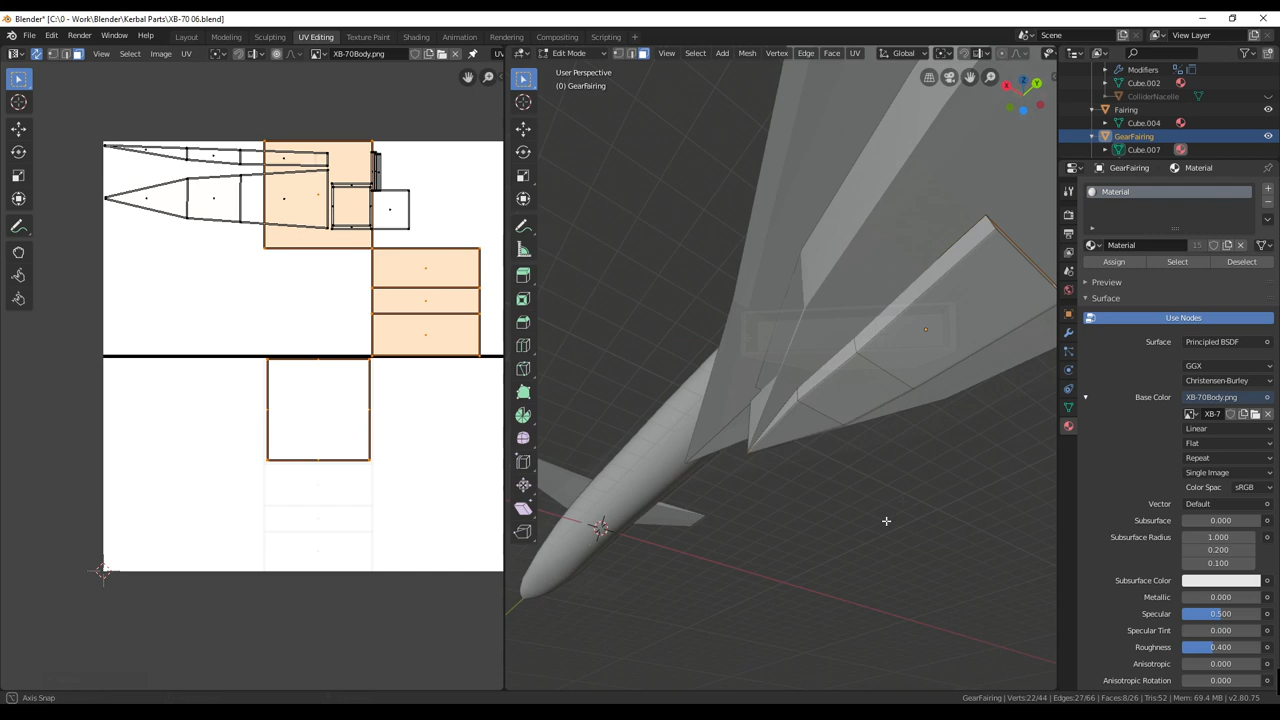 Blender* [C:\0 - Work\Blender\Kerbal Parts\XB-70 06.blend]
File Edit Render Window Help Layout Modeling Sculpting UV Editing Texture Paint Shading Animation Rendering Compositing Scripting Scene View Layer
View Select Image XB-70Body.png UV Edit Mode View Select Add Mesh Vertex Edge Face UV Global
User Perspective
(0) GearFairing
Modifiers
Cube.002
ColliderNacelle
Fairing
Cube.004
GearFairing
Cube.007
GearFairing Material
Material
Material 15
Assign Select Deselect
Preview
Surface
Use Nodes
Surface Principled BSDF
GGX
Christensen-Burley
Base Color XB-70Body.png
XB-7
Linear
Flat
Repeat
Single Image
Color Spac sRGB
Vector Default
Subsurface 0.000
Subsurface Radius 1.000
0.200
0.100
Subsurface Color
Metallic 0.000
Specular 0.500
Specular Tint 0.000
Roughness 0.400
Anisotropic 0.000
Anisotropic Rotation 0.000
Axis Snap GearFairing | Verts:22/44 | Edges:27/66 | Faces:8/26 | Tris:52 | Mem: 69.4 MB | v2.80.75